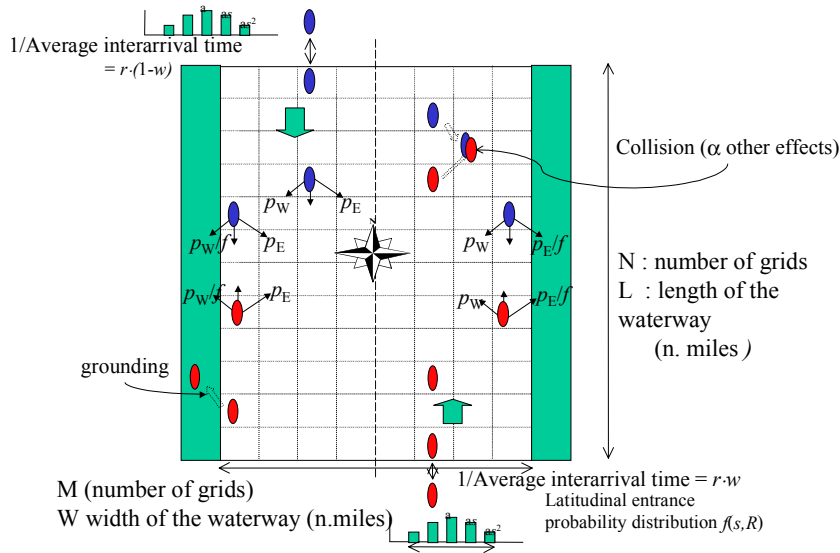 a as as²
1/Average interarrival time
= r·(1-w)
Collision (α other effects)
p_W p_E
N
p_W/f p_E
p_W p_E/f
p_W/f p_E
p_W p_E/f
N : number of grids
L : length of the
waterway
(n. miles )
grounding
1/Average interarrival time = r·w
M (number of grids)
W width of the waterway (n.miles)
Latitudinal entrance
probability distribution f(s,R)
a as as²